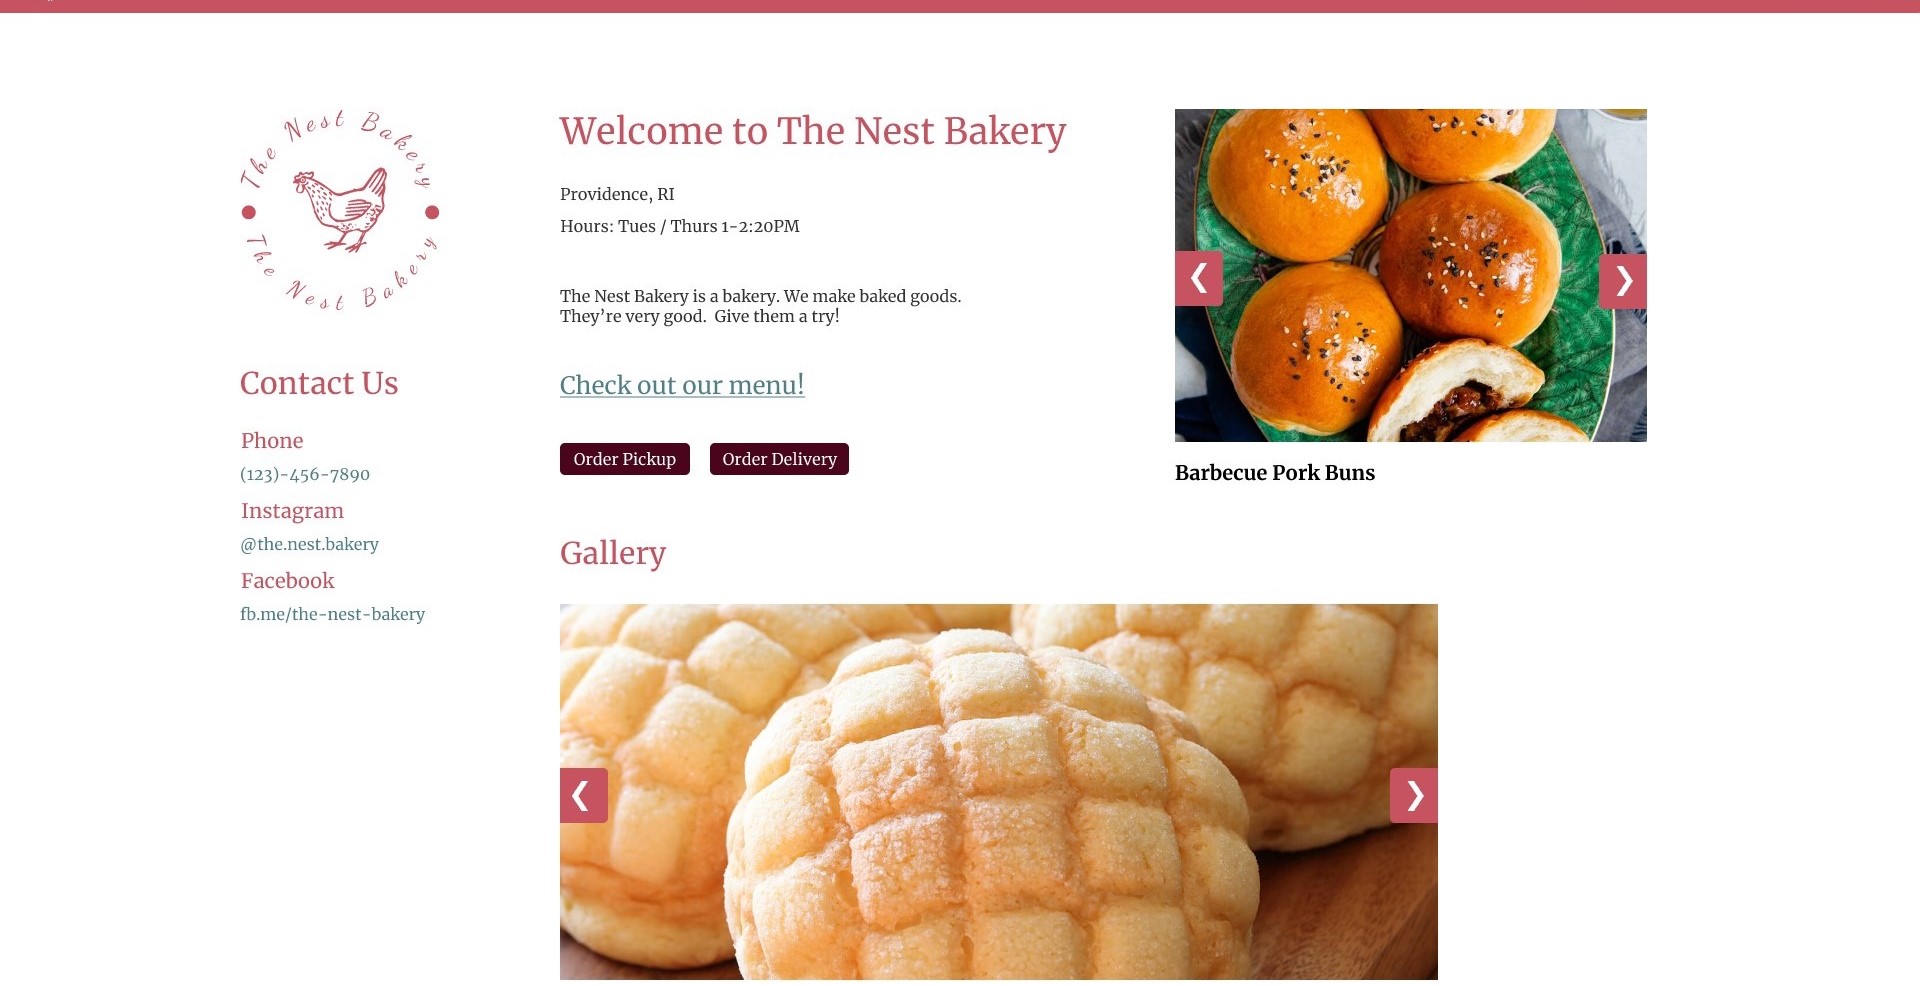 The Nest Bakery
The Nest Bakery
Contact Us
Phone
(123)-456-7890
Instagram
@the.nest.bakery
Facebook
fb.me/the-nest-bakery
Welcome to The Nest Bakery
Providence, RI
Hours: Tues / Thurs 1-2:20PM
The Nest Bakery is a bakery. We make baked goods.
They’re very good.  Give them a try!
Check out our menu!
Order Pickup
Order Delivery
❮
❯
Barbecue Pork Buns
Gallery
❮
❯